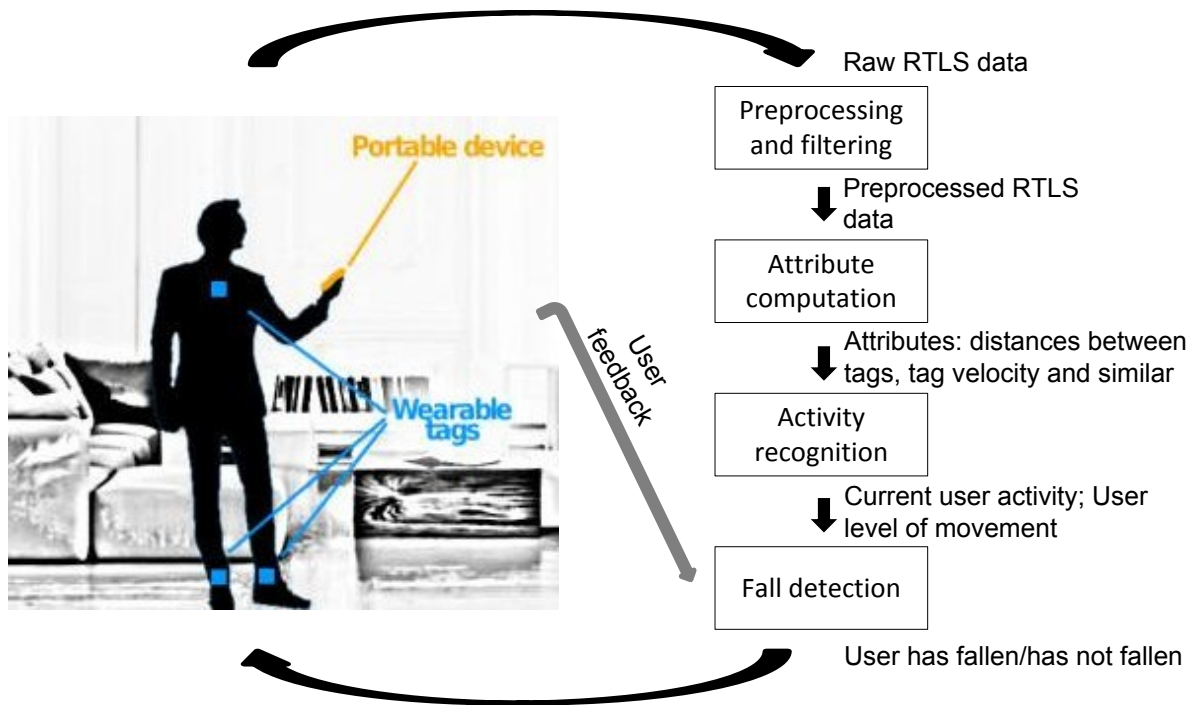 Raw RTLS data
Preprocessing
and filtering
Portable device
Preprocessed RTLS
data
Attribute
computation
User
feedback
Attributes: distances between
tags, tag velocity and similar
Wearable
tags
Activity
recognition
Current user activity; User
level of movement
Fall detection
User has fallen/has not fallen